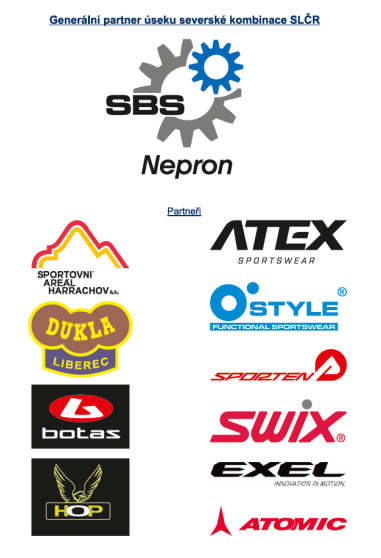 Generální partner úseku severské kombinace SLČR
SBS
Nepron
Partneři
SPORTOVNÍ
AREÁL
HARRACHOV a.s.
DUKLA
LIBEREC
botas
HOP
ATEX
SPORTSWEAR
O'STYLE®
FUNCTIONAL SPORTSWEAR
SPORTEN
SWIX®
EXEL
INNOVATION IN MOTION.
ATOMIC